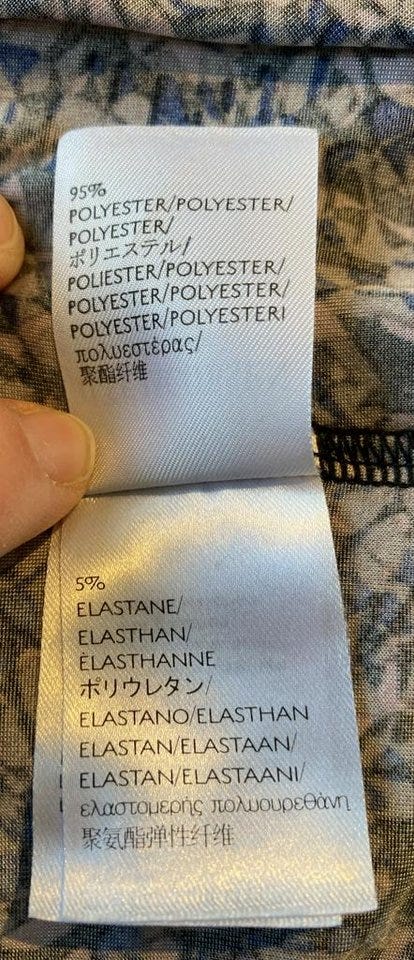 95%
POLYESTER/POLYESTER/
POLYESTER/
ポリエステル/
POLIESTER/POLYESTER/
POLYESTER/POLYESTER/
POLYESTER/POLYESTERI
πολυεστέρας/
聚酯纤维
5%
ELASTANE/
ELASTHAN/
ÉLASTHANNE
ポリウレタン/
ELASTANO/ELASTHAN
ELASTAN/ELASTAAN/
ELASTAN/ELASTAANI/
ελαστομερής πολυουρεθάνη
聚氨酯弹性纤维